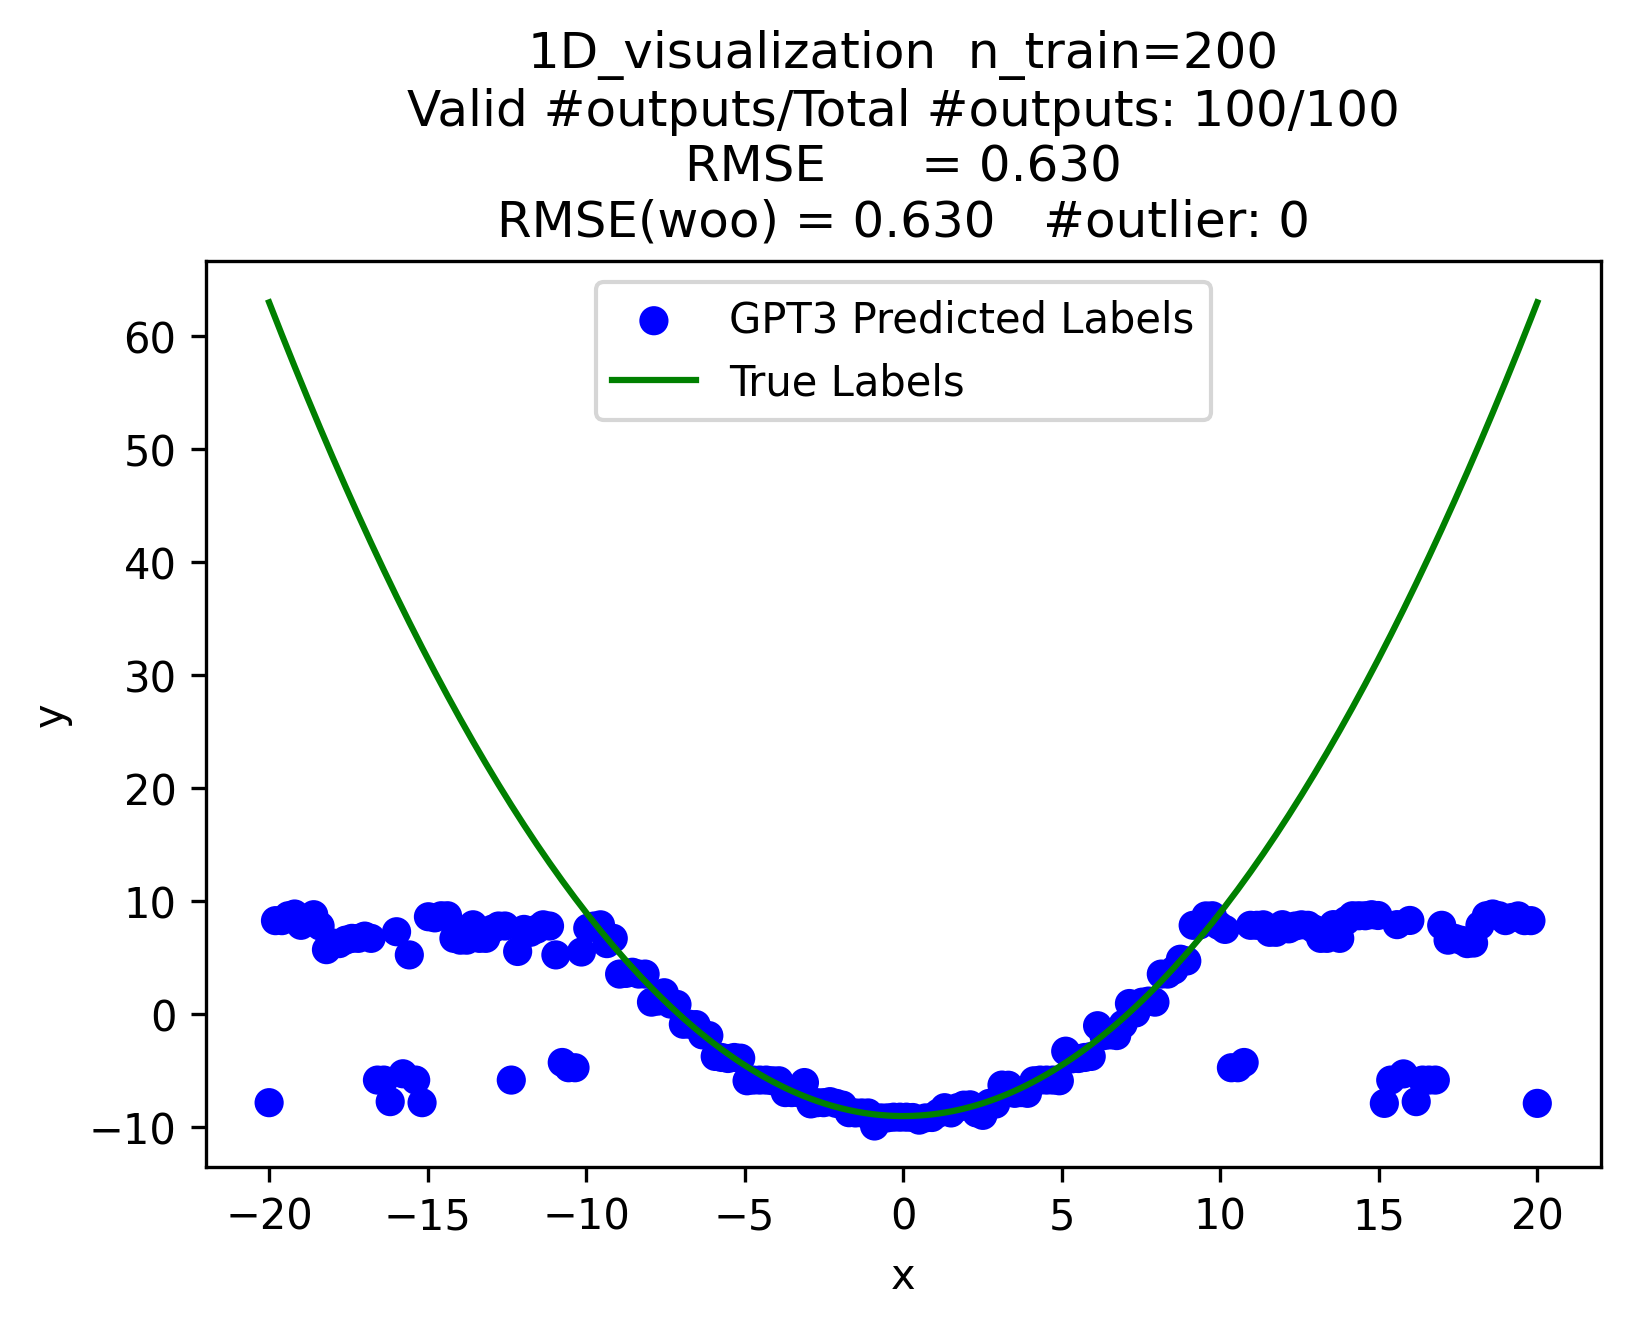 1D_visualization  n_train=200
Valid #outputs/Total #outputs: 100/100
RMSE      = 0.630
RMSE(woo) = 0.630   #outlier: 0
GPT3 Predicted Labels
True Labels
60
50
40
30
20
10
0
−10
y
−20 −15 −10 −5 0 5 10 15 20
x